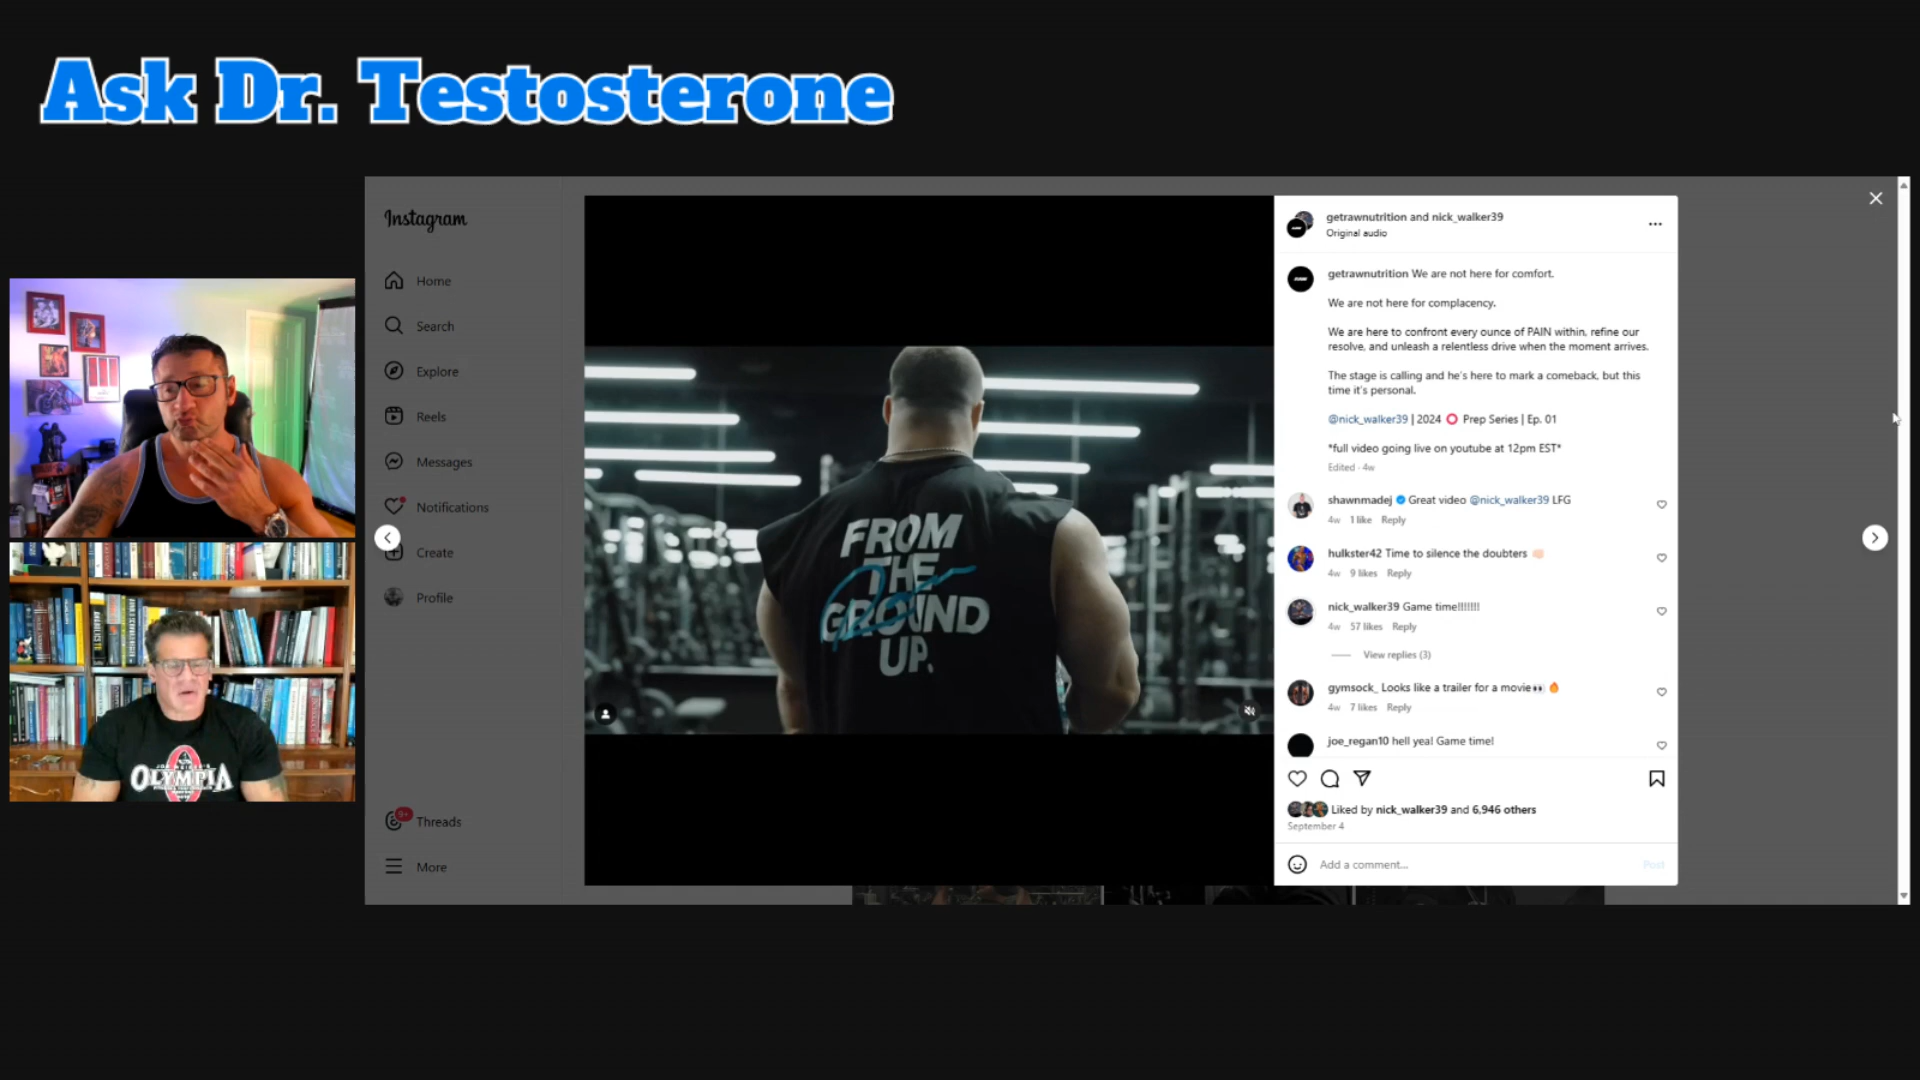 Ask Dr. Testosterone
Instagram
Home
Search
Explore
Reels
Messages
Notifications
Create
Profile
9+
Threads
More
FROM
THE
GROUND
UP.
OLYMPIA
getrawnutrition and nick_walker39
Original audio
getrawnutrition We are not here for comfort.
We are not here for complacency.
We are here to confront every ounce of PAIN within, refine our
resolve, and unleash a relentless drive when the moment arrives.
The stage is calling and he's here to mark a comeback, but this
time it's personal.
@nick_walker39 | 2024 ⭕ Prep Series | Ep. 01
*full video going live on youtube at 12pm EST*
Edited · 4w
shawnmadej Great video @nick_walker39 LFG
4w 1 like Reply
hulkster42 Time to silence the doubters 👊🏻
4w 9 likes Reply
nick_walker39 Game time!!!!!!!
4w 57 likes Reply
View replies (3)
gymsock_ Looks like a trailer for a movie👀 🔥
4w 7 likes Reply
joe_regan10 hell yea! Game time!
Liked by nick_walker39 and 6,946 others
September 4
Add a comment...
Post